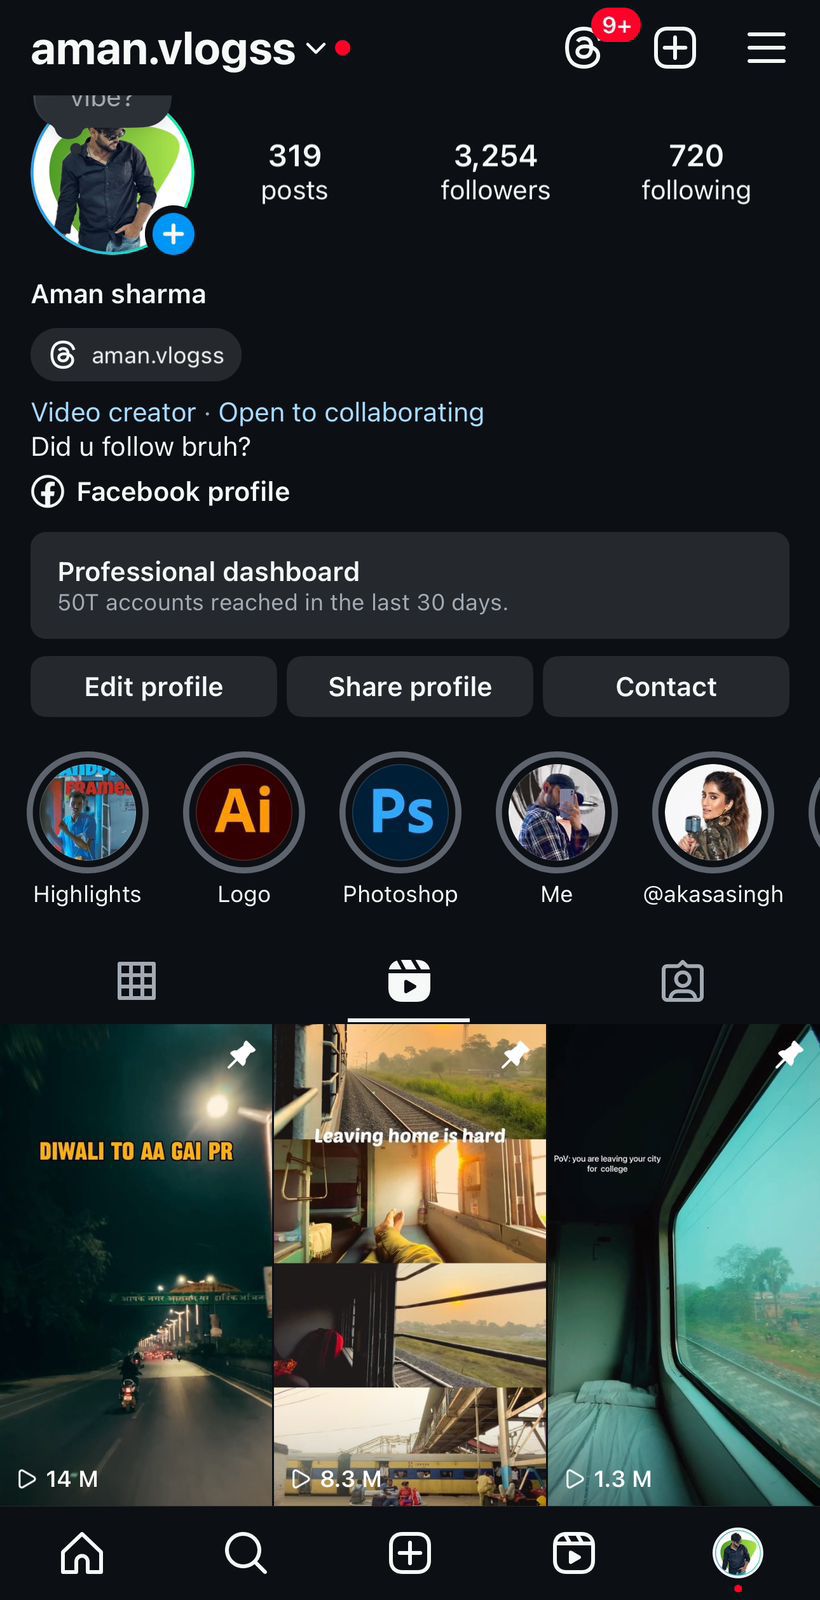 aman.vlogss
9+
vibe?
319
posts
3,254
followers
720
following
Aman sharma
aman.vlogss
Video creator · Open to collaborating
Did u follow bruh?
Facebook profile
Professional dashboard
50T accounts reached in the last 30 days.
Edit profile
Share profile
Contact
FRAMES
Ai
Ps
Highlights
Logo
Photoshop
Me
@akasasingh
DIWALI TO AA GAI PR
14 M
Leaving home is hard
8.3 M
PoV: you are leaving your city
for college
1.3 M